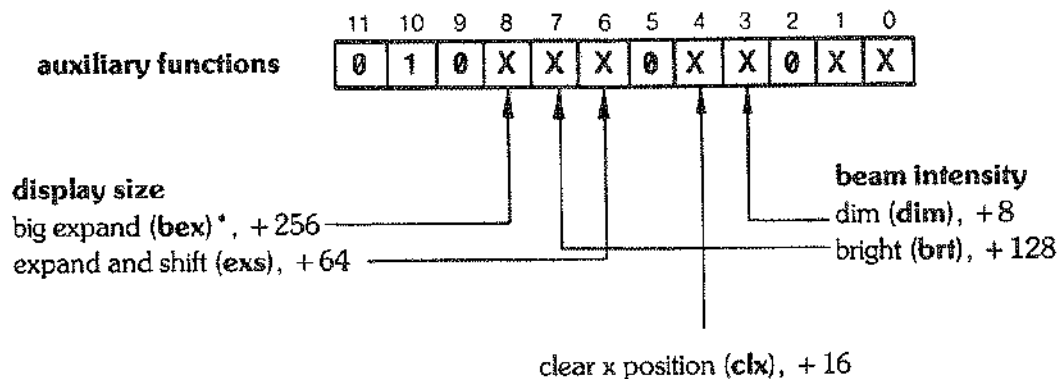 11 10 9 8 7 6 5 4 3 2 1 0
auxiliary functions 0 1 0 X X X 0 X X 0 X X
display size
big expand (bex)*, +256
expand and shift (exs), +64
beam intensity
dim (dim), +8
bright (brt), +128
clear x position (clx), +16